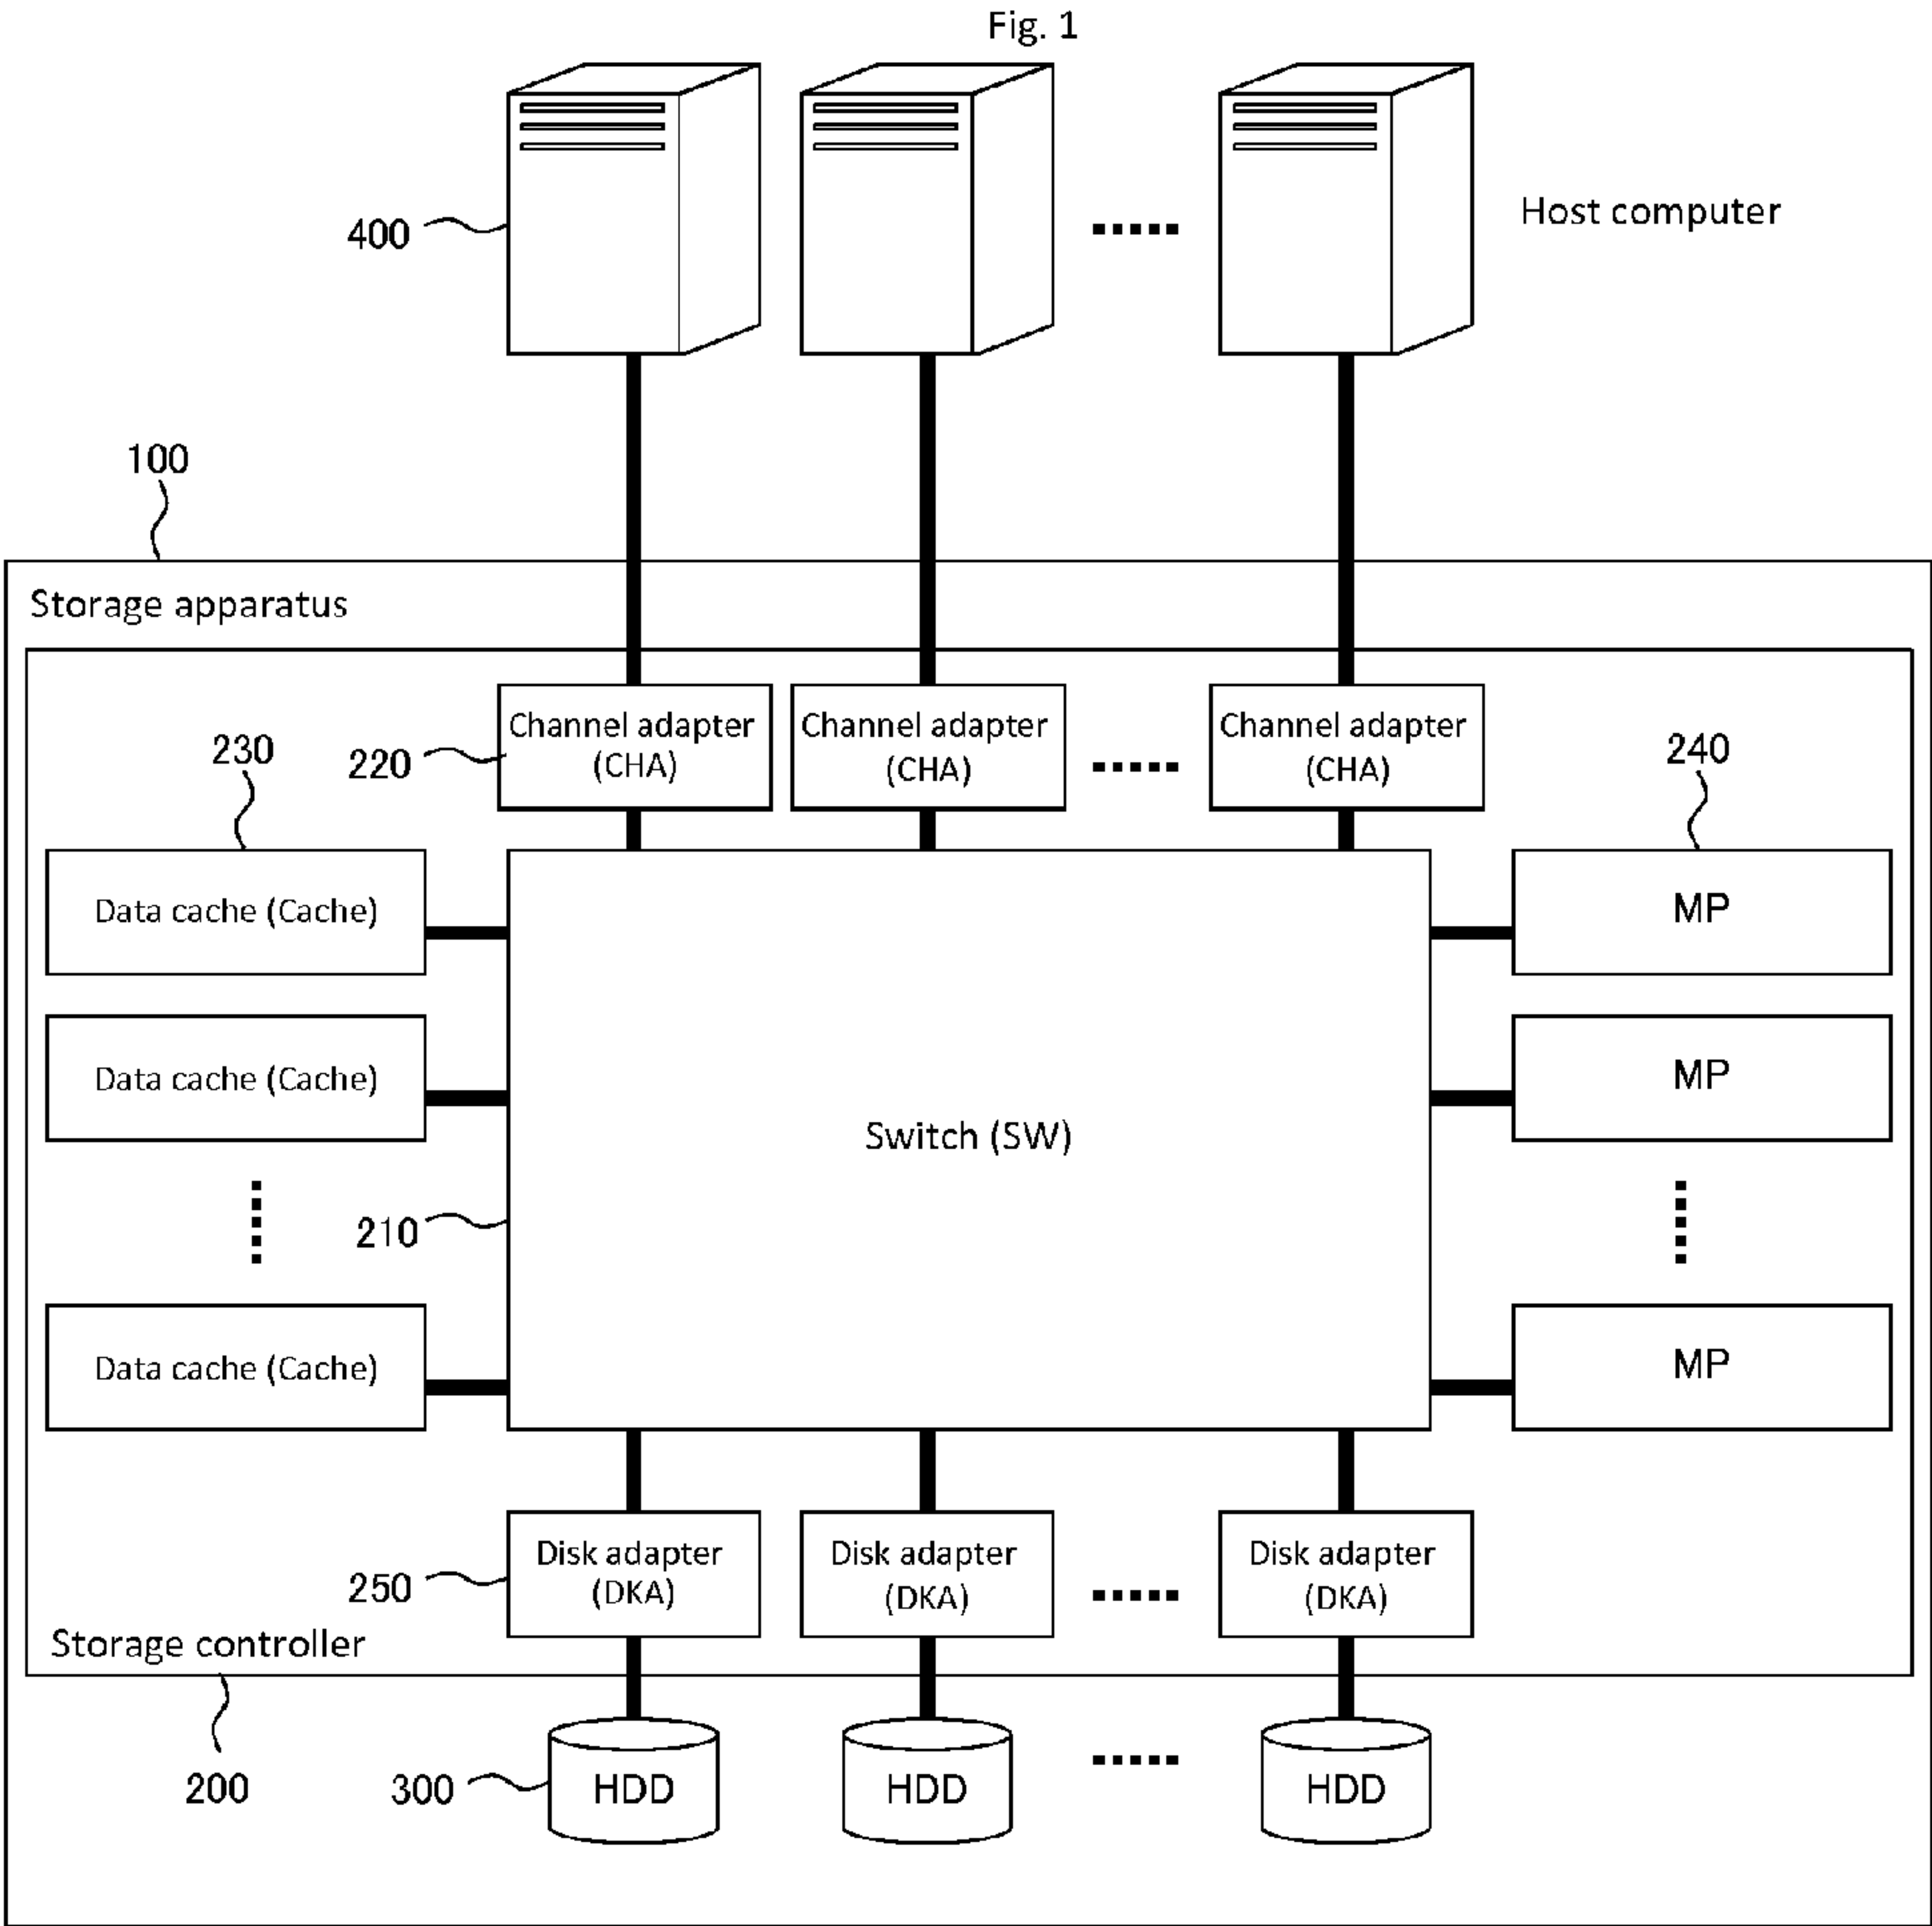 Fig. 1
400
Host computer
100
Storage apparatus
Channel adapter
(CHA)
Channel adapter
(CHA)
Channel adapter
(CHA)
230
220
240
Data cache (Cache)
MP
Data cache (Cache)
MP
Switch (SW)
210
Data cache (Cache)
MP
Disk adapter
(DKA)
Disk adapter
(DKA)
Disk adapter
(DKA)
250
Storage controller
200
300
HDD
HDD
HDD